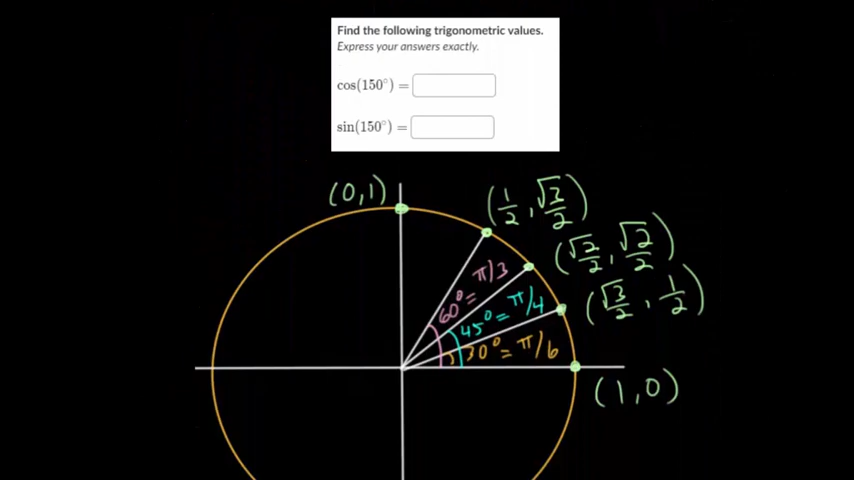 Find the following trigonometric values.
Express your answers exactly.
cos(150°) =
sin(150°) =
(0,1)
(1/2, √3/2)
(√2/2, √2/2)
(√3/2, 1/2)
60° = π/3
45° = π/4
30° = π/6
(1,0)